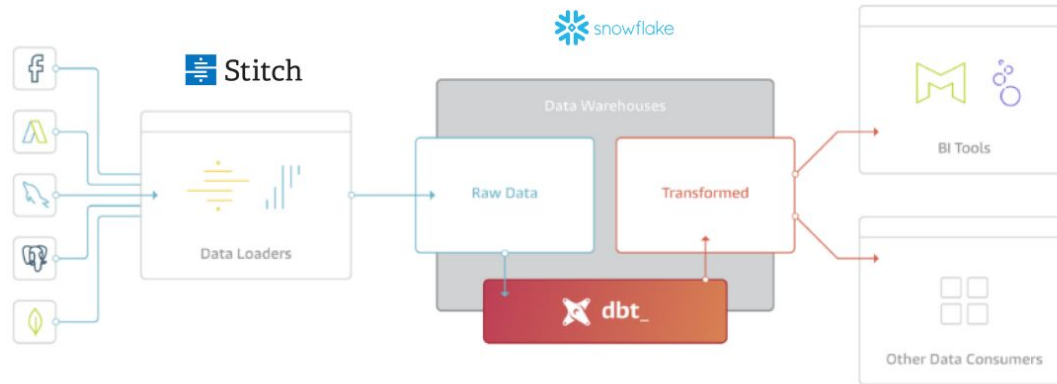 snowflake
Stitch
Data Warehouses
Data Loaders
Raw Data
Transformed
dbt_
BI Tools
Other Data Consumers